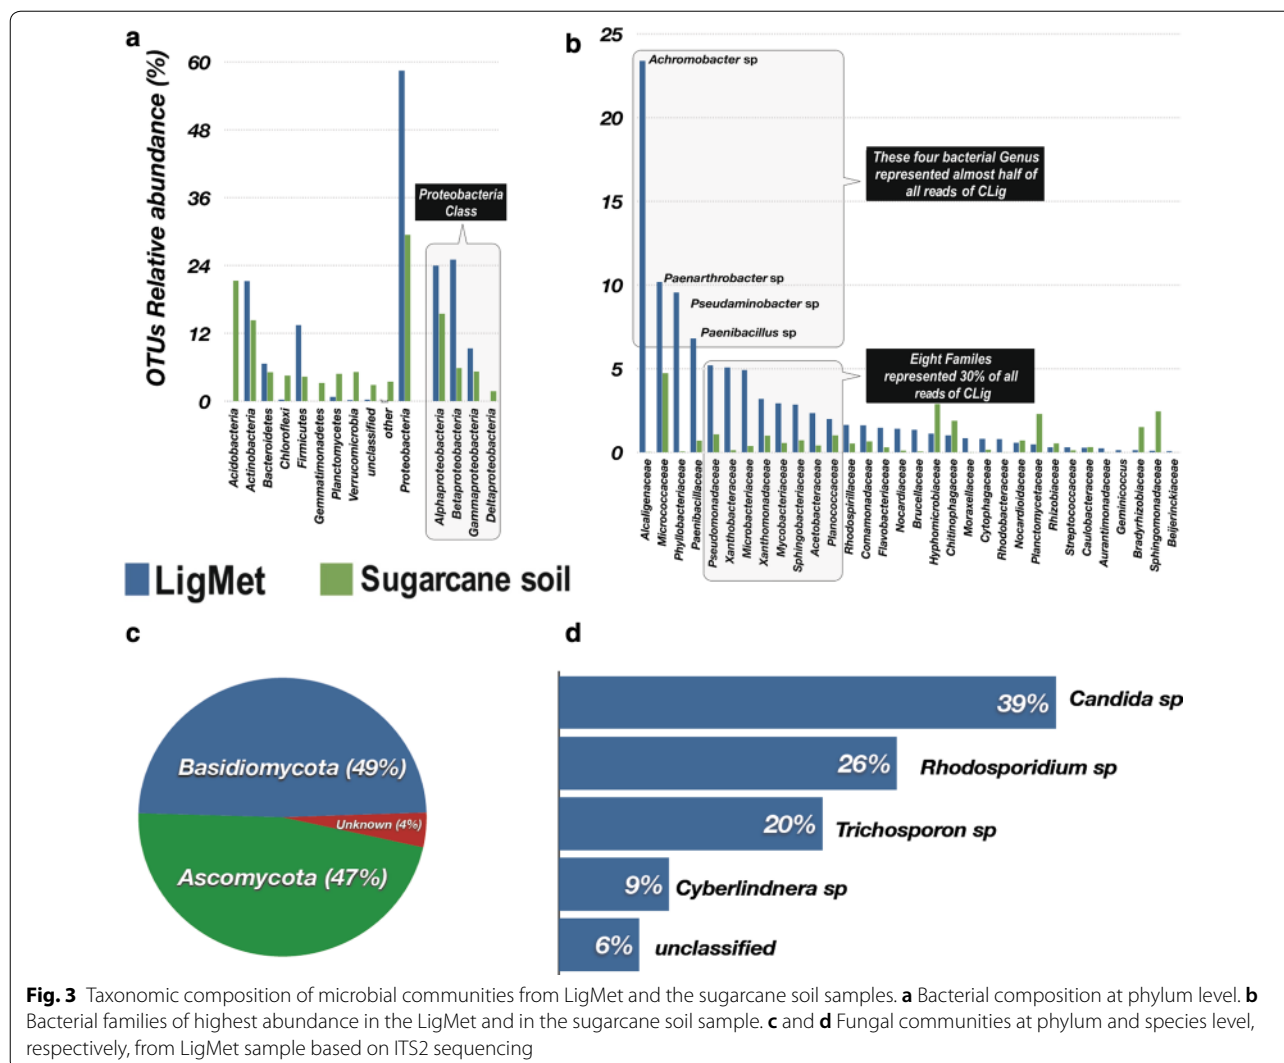 a
OTUs Relative abundance (%)
60
48
36
24
12
0
Proteobacteria
Class
Acidobacteria
Actinobacteria
Bacteroidetes
Chloroflexi
Firmicutes
Gemmatimonadetes
Planctomycetes
Verrucomicrobia
unclassified
other
Proteobacteria
Alphaproteobacteria
Betaproteobacteria
Gammaproteobacteria
Deltaproteobacteria
LigMet
Sugarcane soil
b
25
20
15
10
5
0
Achromobacter sp
Paenarthrobacter sp
Pseudaminobacter sp
Paenibacillus sp
These four bacterial Genus
represented almost half of
all reads of CLig
Eight Familes
represented 30% of all
reads of CLig
Alcaligenaceae
Micrococcaceae
Phyllobacteriaceae
Paenibacillaceae
Pseudomonadaceae
Xanthobacteraceae
Microbacteriaceae
Xanthomonadaceae
Mycobacteriaceae
Sphingobacteriaceae
Acetobacteraceae
Planococcaceae
Rhodospirillaceae
Comamonadaceae
Flavobacteriaceae
Nocardiaceae
Brucellaceae
Hyphomicrobiaceae
Chitinophagaceae
Moraxellaceae
Cytophagaceae
Rhodobacteraceae
Nocardioidaceae
Planctomycetaceae
Rhizobiaceae
Streptococcaceae
Caulobacteraceae
Aurantimonadaceae
Geminicoccus
Bradyrhizobiaceae
Sphingomonadaceae
Beijerinckiaceae
c
Basidiomycota (49%)
Unknown (4%)
Ascomycota (47%)
d
39% Candida sp
26% Rhodosporidium sp
20% Trichosporon sp
9% Cyberlindnera sp
6% unclassified
Fig. 3 Taxonomic composition of microbial communities from LigMet and the sugarcane soil samples. a Bacterial composition at phylum level. b
Bacterial families of highest abundance in the LigMet and in the sugarcane soil sample. c and d Fungal communities at phylum and species level,
respectively, from LigMet sample based on ITS2 sequencing